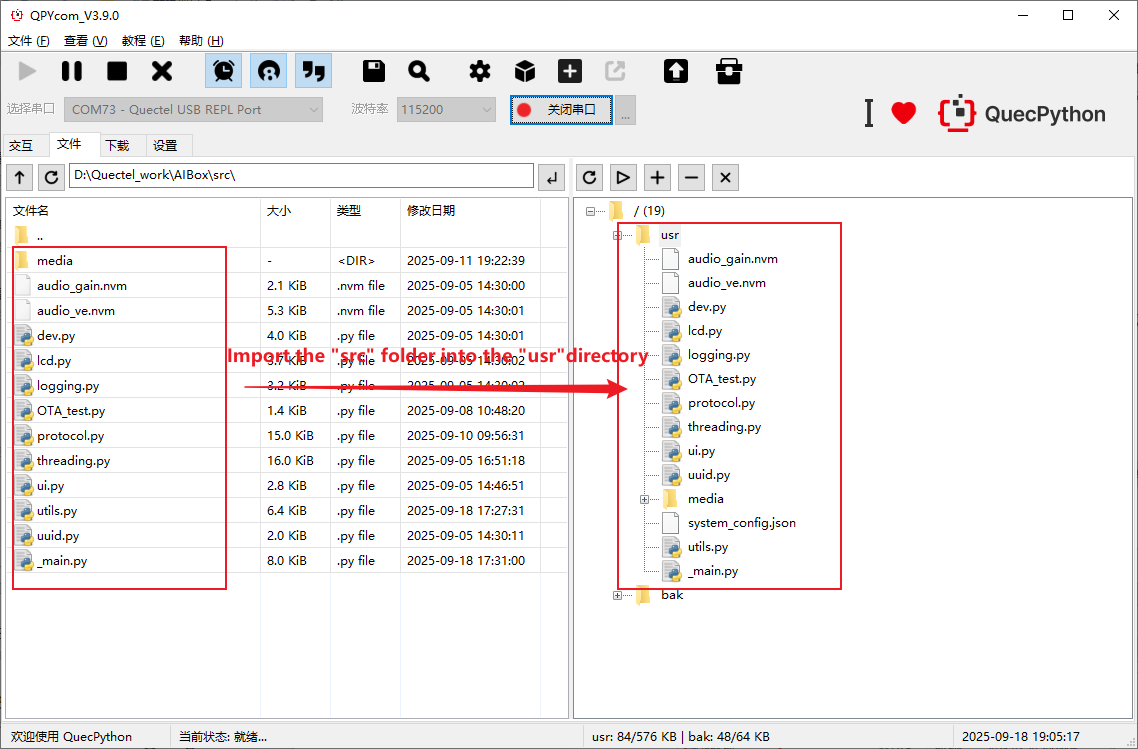 QPYcom_V3.9.0
文件 (F) 查看 (V) 教程 (E) 帮助 (H)
选择串口 COM73 - Quectel USB REPL Port 波特率 115200 关闭串口 ... I QuecPython
交互 文件 下载 设置
D:\Quectel_work\AIBox\src\
文件名 大小 类型 修改日期
..
media - <DIR> 2025-09-11 19:22:39
audio_gain.nvm 2.1 KiB .nvm file 2025-09-05 14:30:00
audio_ve.nvm 5.3 KiB .nvm file 2025-09-05 14:30:01
dev.py 4.0 KiB .py file 2025-09-05 14:30:01
lcd.py 3.7 KiB .py file 2025-09-05 14:30:02
Import the "src" folder into the "usr"directory
logging.py 3.2 KiB .py file 2025-09-05 14:30:02
OTA_test.py 1.4 KiB .py file 2025-09-08 10:48:20
protocol.py 15.0 KiB .py file 2025-09-10 09:56:31
threading.py 16.0 KiB .py file 2025-09-05 16:51:18
ui.py 2.8 KiB .py file 2025-09-05 14:46:51
utils.py 6.4 KiB .py file 2025-09-18 17:27:31
uuid.py 2.0 KiB .py file 2025-09-05 14:30:11
_main.py 8.0 KiB .py file 2025-09-18 17:31:00
/ (19)
usr
audio_gain.nvm
audio_ve.nvm
dev.py
lcd.py
logging.py
OTA_test.py
protocol.py
threading.py
ui.py
uuid.py
media
system_config.json
utils.py
_main.py
bak
欢迎使用 QuecPython 当前状态: 就绪... usr: 84/576 KB | bak: 48/64 KB 2025-09-18 19:05:17